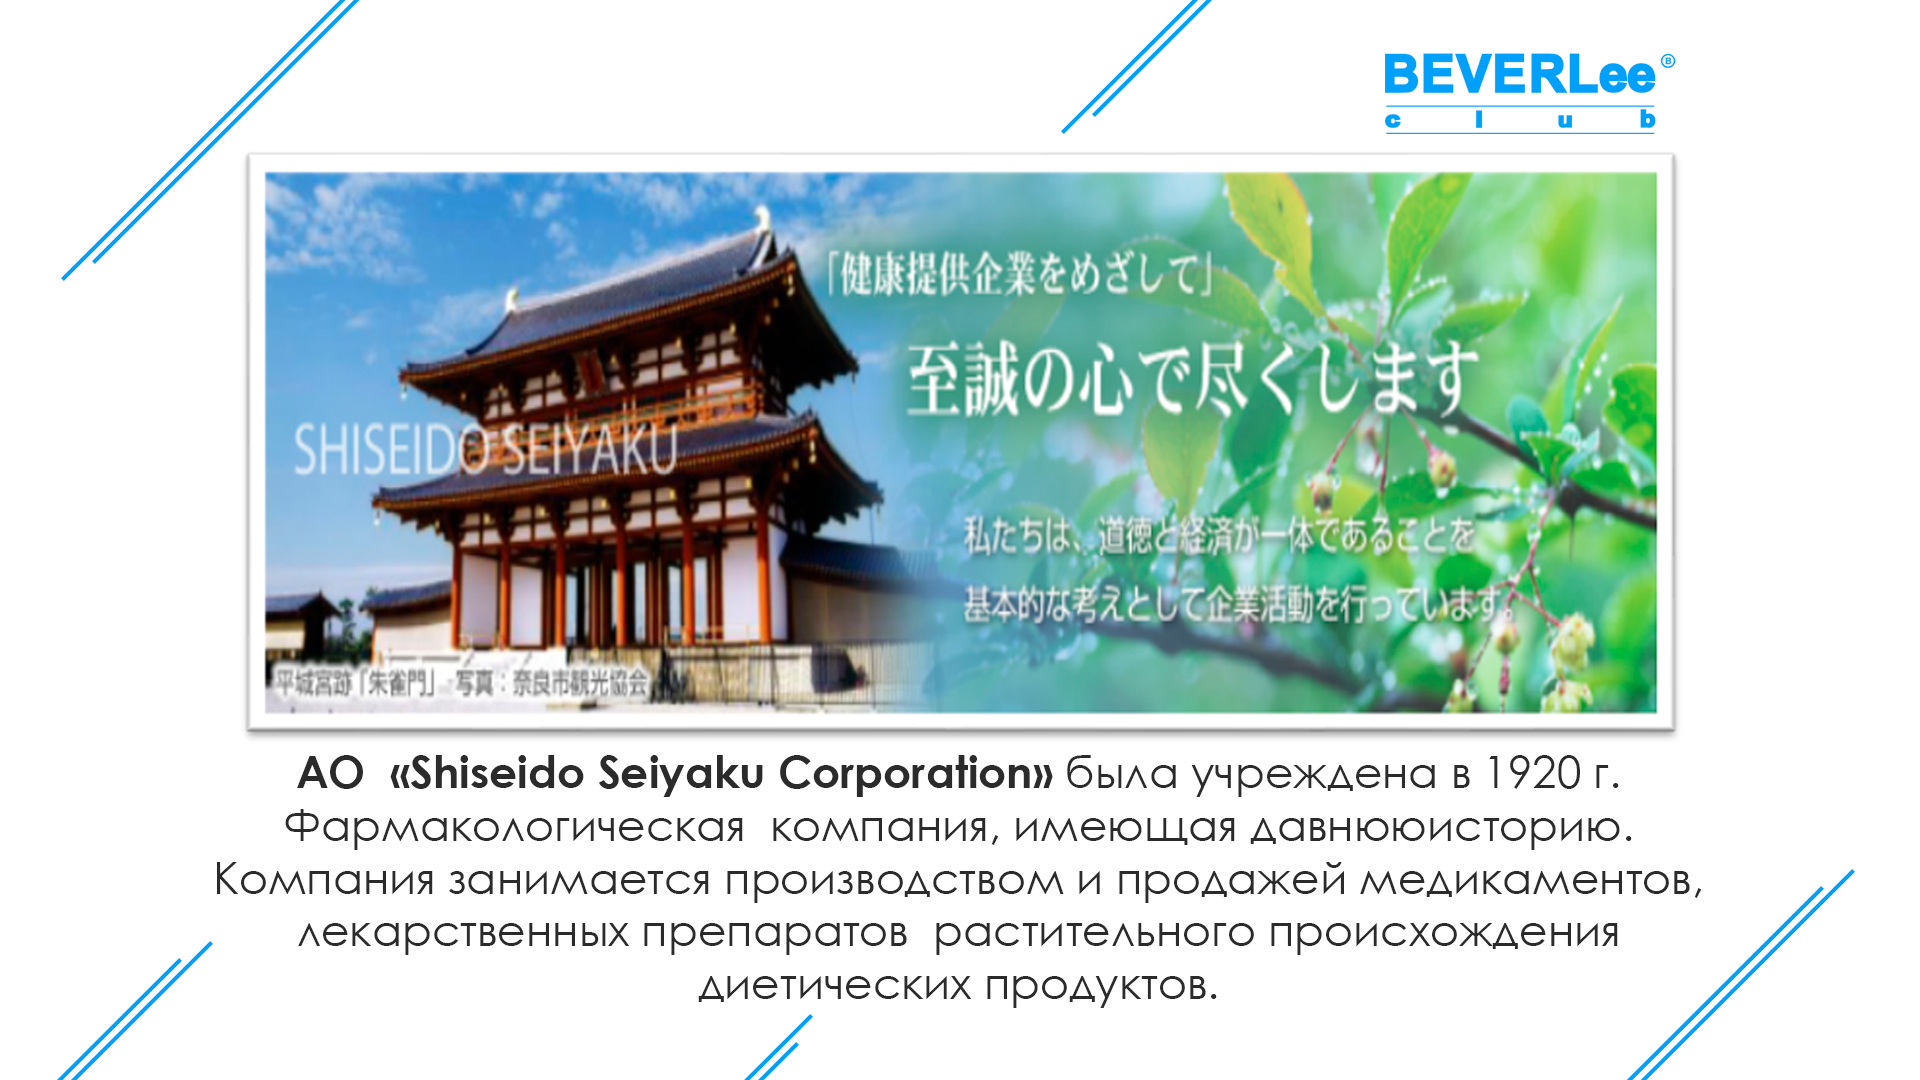 BEVERLee®
club
「健康提供企業をめざして」
至誠の心で尽くします
SHISEIDO SEIYAKU
私たちは、道徳と経済が一体であることを
基本的な考えとして企業活動を行っています。
平城宮跡「朱雀門」 写真：奈良市観光協会
АО «Shiseido Seiyaku Corporation» была учреждена в 1920 г.
Фармакологическая компания, имеющая давнююисторию.
Компания занимается производством и продажей медикаментов,
лекарственных препаратов растительного происхождения
диетических продуктов.